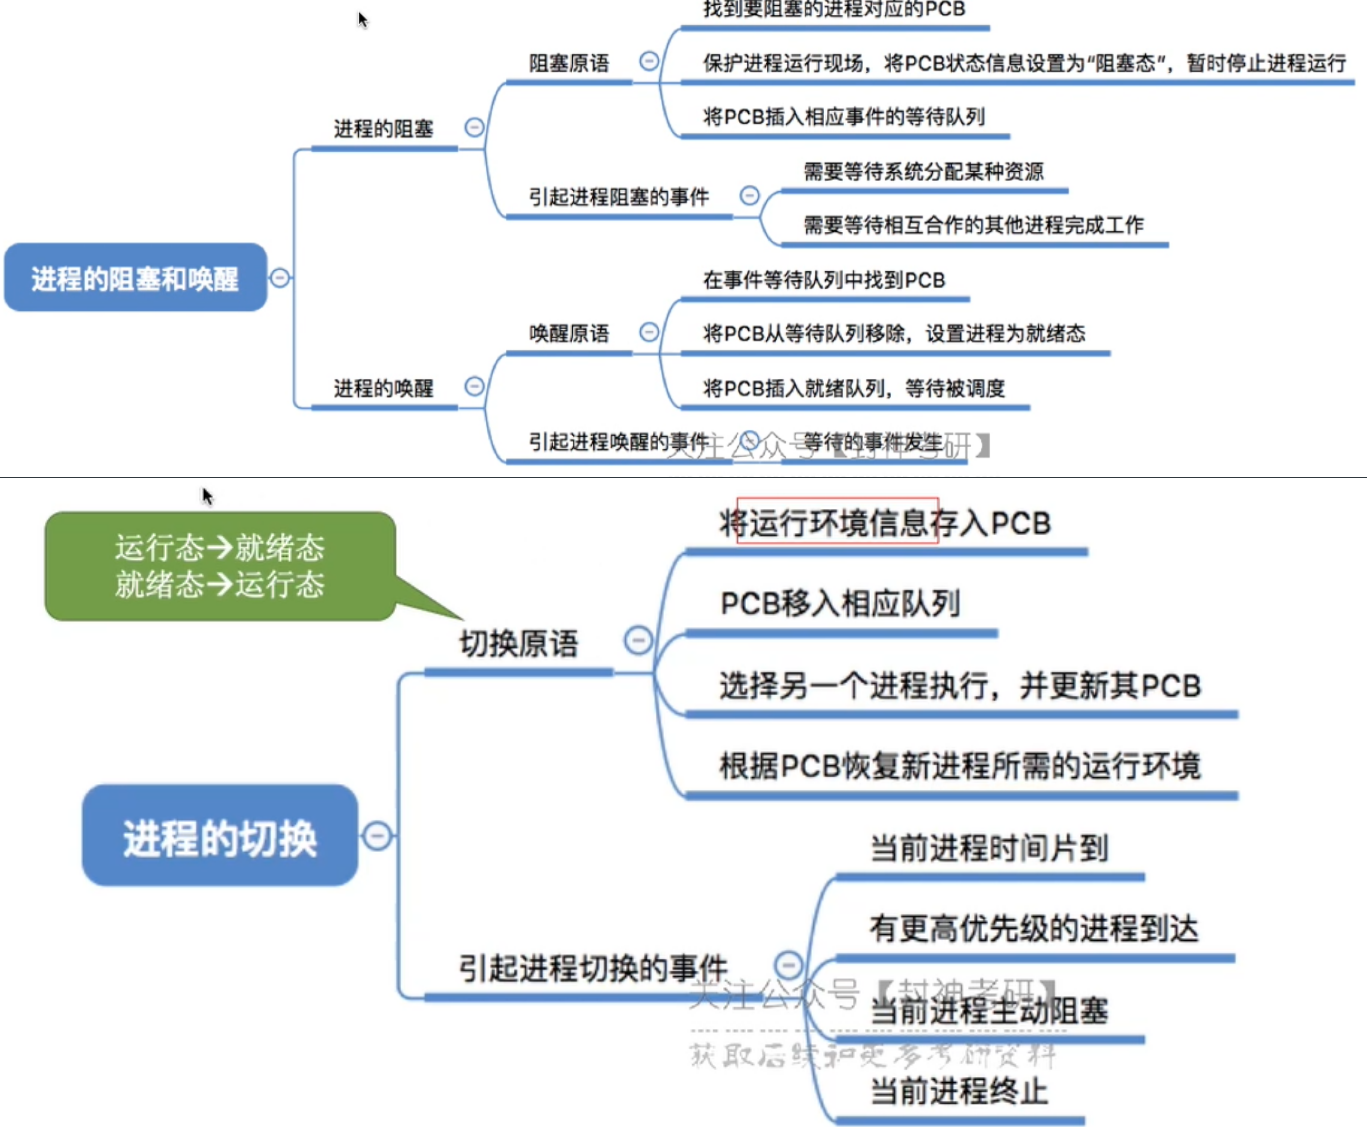 找到要阻塞的进程对应的PCB
阻塞原语
保护进程运行现场，将PCB状态信息设置为“阻塞态”，暂时停止进程运行
将PCB插入相应事件的等待队列
进程的阻塞
需要等待系统分配某种资源
引起进程阻塞的事件
需要等待相互合作的其他进程完成工作
进程的阻塞和唤醒
在事件等待队列中找到PCB
唤醒原语
将PCB从等待队列移除，设置进程为就绪态
进程的唤醒
将PCB插入就绪队列，等待被调度
引起进程唤醒的事件
等待的事件发生
关注公众号【封神考研】
将运行环境信息存入PCB
运行态→就绪态
就绪态→运行态
PCB移入相应队列
切换原语
选择另一个进程执行，并更新其PCB
根据PCB恢复新进程所需的运行环境
进程的切换
当前进程时间片到
有更高优先级的进程到达
引起进程切换的事件
关注公众号【封神考研】
当前进程主动阻塞
获取后续和更多考研资料
当前进程终止